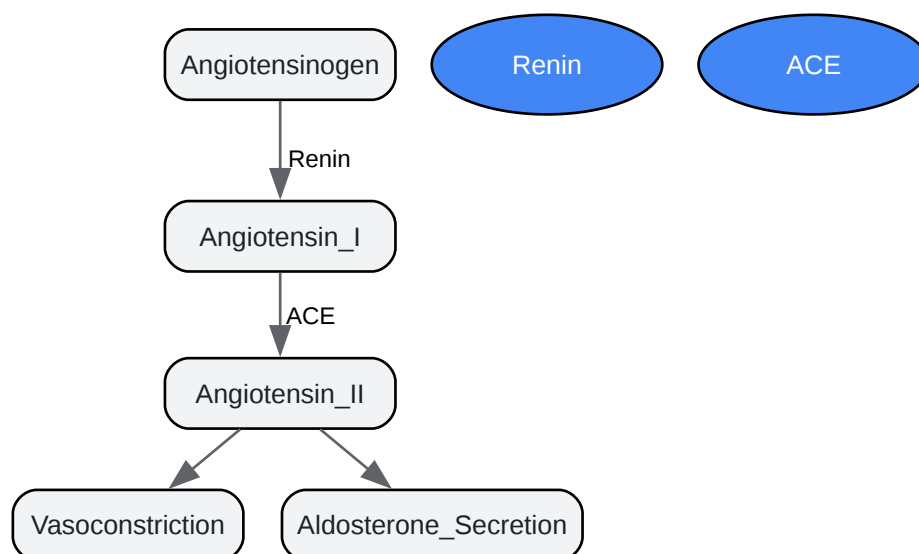 Angiotensinogen
Renin
ACE
Renin
Angiotensin_I
ACE
Angiotensin_II
Vasoconstriction
Aldosterone_Secretion